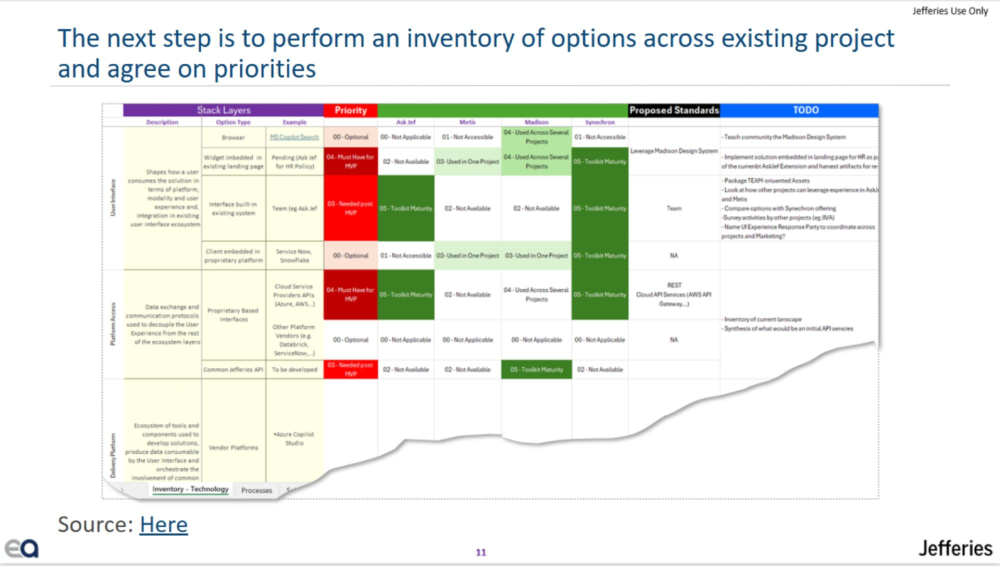 Jefferies Use Only
The next step is to perform an inventory of options across existing project
and agree on priorities
Stack Layers
Priority
Proposed Standards
TODO
Description
Option Type
Example
Ask Jef
Metis
Madison
Synechron
User Interface
Shapes how a user
consumes the solution in
terms of platform,
modality and user
experience and,
integration in existing
user interface ecosystem
Browser
MS Copilot Search
00 - Optional
00 - Not Applicable
01 - Not Accessible
04 - Used Across Several
Projects
01 - Not Accessible
Leverage Madison Design System
- Teach community the Madison Design System
Widget imbedded in
existing landing page
Pending (Ask Jef
for HR Policy)
04 - Must Have for
MVP
02 - Not Available
03- Used in One Project
04 - Used Across Several
Projects
05 - Toolkit Maturity
- Implement solution embedded in landing page for HR as
of the currenbt AskJef Extension and harvest artifacts for
Interface built-in
existing system
Team (eg Ask Jef
03 - Needed post
MVP
05 - Toolkit Maturity
02 - Not Available
02 - Not Available
05 - Toolkit Maturity
Team
- Package TEAM-oriuented Assets
- Look at how other projects can leverage experience in
and Metis
- Compare options with Synechron offering
-Survey activities by other projects (eg JIVA)
- Name UI Experience Response Party to coordinate across
projects and Marketing?
Client embedded in
proprietary platform
Service Now,
Snowflake
00 - Optional
01 - Not Accessible
03- Used in One Project
03- Used in One Project
05 - Toolkit Maturity
NA
Platform Access
Data exchange and
communication protocols
used to decouple the User
Experience from the rest
of the ecosystem layers
Proprietary Based
Interfaces
Cloud Service
Providers APIs
(Azure, AWS...)
04 - Must Have for
MVP
05 - Toolkit Maturity
02 - Not Available
04 - Used Across Several
Projects
05 - Toolkit Maturity
REST
Cloud API Services (AWS API
Gateway...)
- Inventory of current lanscape
- Synthesis of what would be an initial API servcies
Other Platform
Vendors (e.g.
Databrick,
ServiceNow,...)
00 - Optional
00 - Not Applicable
00 - Not Applicable
00 - Not Applicable
00 - Not Applicable
NA
Common Jefferies API
To be developed
03 - Needed post
MVP
02 - Not Available
02 - Not Available
05 - Toolkit Maturity
02 - Not Available
Delivery Platform
Ecosystem of tools and
components used to
develop solutions,
produce data consumable
by the User Interface and
orchestrate the
involvement of common
Vendor Platforms
*Azure Copilot
Studio
Inventory - Technology
Processes
Source: Here
ea
11
Jefferies